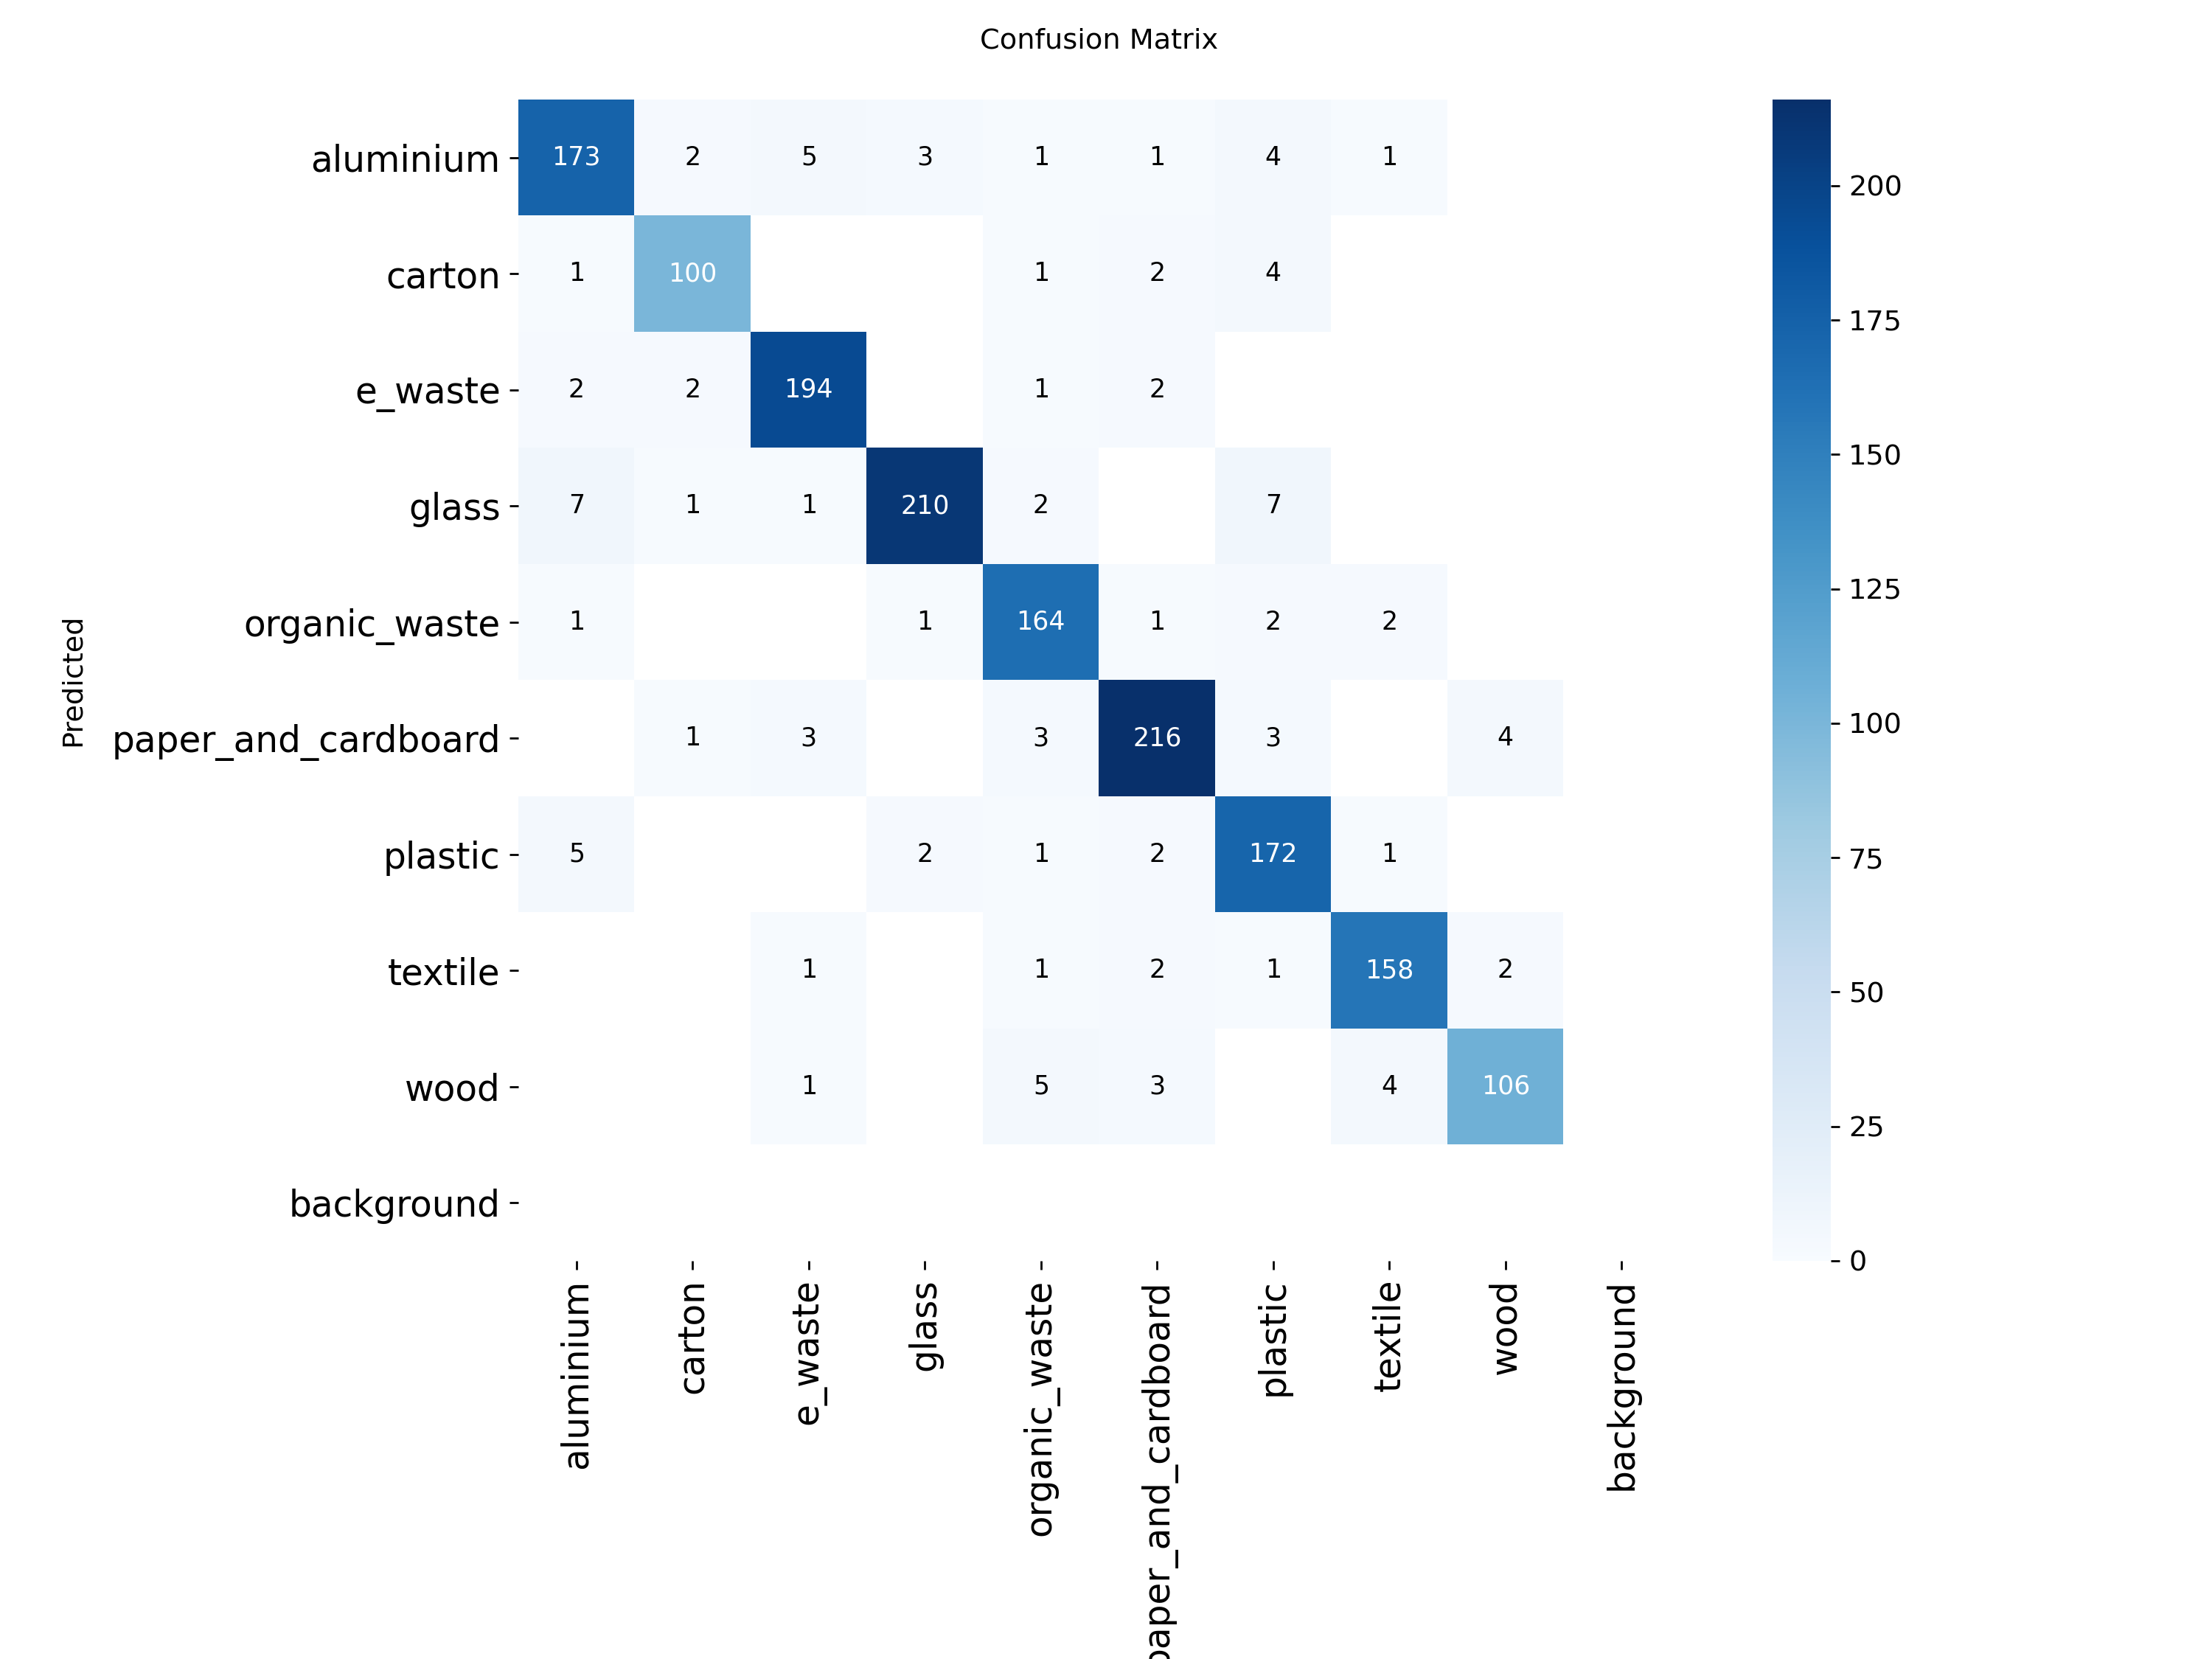 Confusion Matrix
Predicted
aluminium 173 2 5 3 1 1 4 1
carton 1 100 1 2 4
e_waste 2 2 194 1 2
glass 7 1 1 210 2 7
organic_waste 1 1 164 1 2 2
paper_and_cardboard 1 3 3 216 3 4
plastic 5 2 1 2 172 1
textile 1 1 2 1 158 2
wood 1 5 3 4 106
background
aluminium
carton
e_waste
glass
organic_waste
paper_and_cardboard
plastic
textile
wood
background
200
175
150
125
100
75
50
25
0